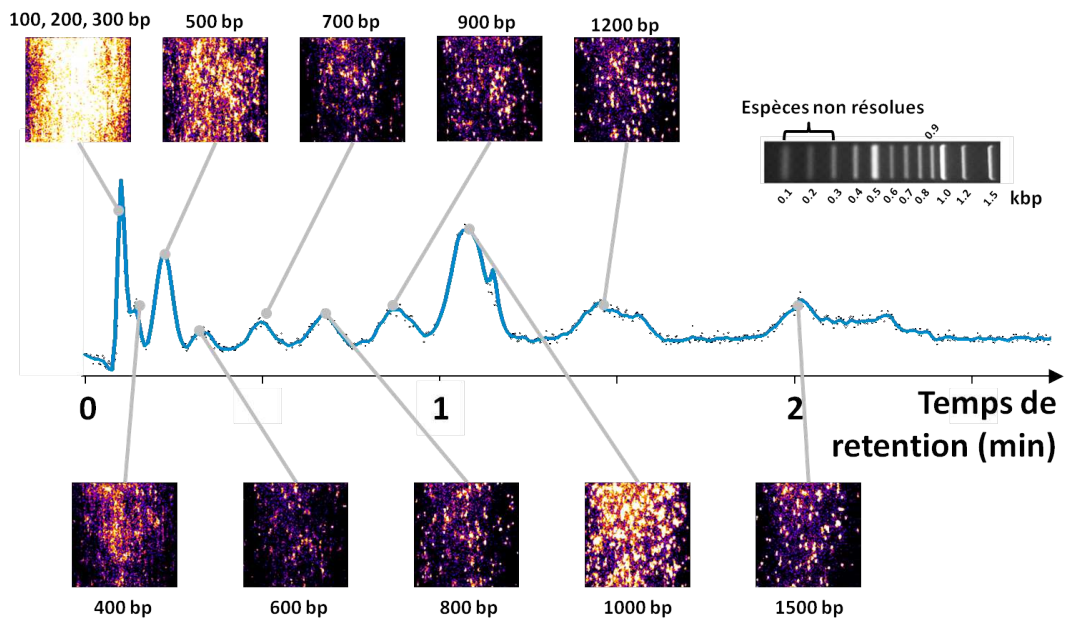 100, 200, 300 bp
500 bp
700 bp
900 bp
1200 bp
Espèces non résolues
0.9
0.1
0.2
0.3
0.4
0.5
0.6
0.7
0.8
1.0
1.2
1.5
kbp
0
1
2
Temps de
retention (min)
400 bp
600 bp
800 bp
1000 bp
1500 bp